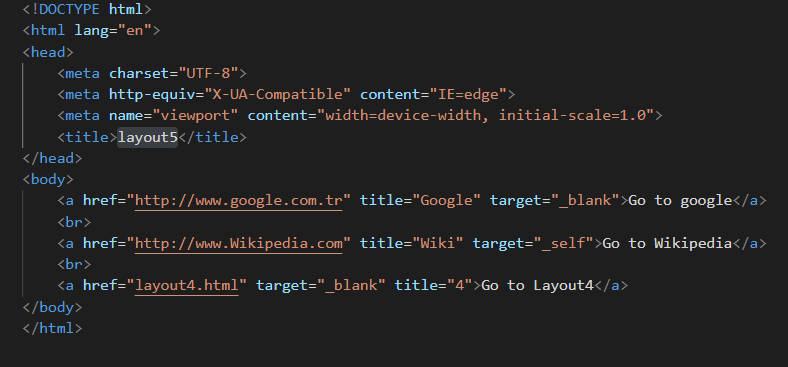 <!DOCTYPE html>
<html lang="en">
<head>
    <meta charset="UTF-8">
    <meta http-equiv="X-UA-Compatible" content="IE=edge">
    <meta name="viewport" content="width=device-width, initial-scale=1.0">
    <title>layout5</title>
</head>
<body>
    <a href="http://www.google.com.tr" title="Google" target="_blank">Go to google</a>
    <br>
    <a href="http://www.Wikipedia.com" title="Wiki" target="_self">Go to Wikipedia</a>
    <br>
    <a href="layout4.html" target="_blank" title="4">Go to Layout4</a>
</body>
</html>